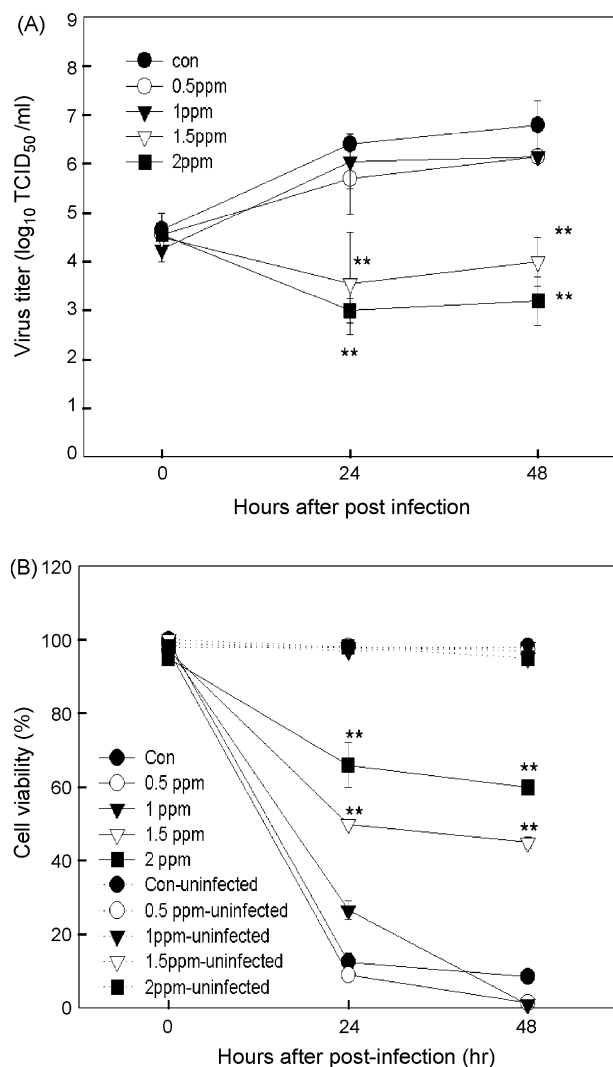 (A)
9
8
7
6
5
4
3
2
1
0
Virus titer (log10 TCID50 /ml)
con
0.5ppm
1ppm
1.5ppm
2ppm
**
**
**
**
0 24 48
Hours after post infection
(B)
120
100
80
60
40
20
0
Cell viability (%)
Con
0.5 ppm
1 ppm
1.5 ppm
2 ppm
Con-uninfected
0.5 ppm-uninfected
1ppm-uninfected
1.5ppm-uninfected
2ppm-uninfected
**
**
**
**
0 24 48
Hours after post-infection (hr)